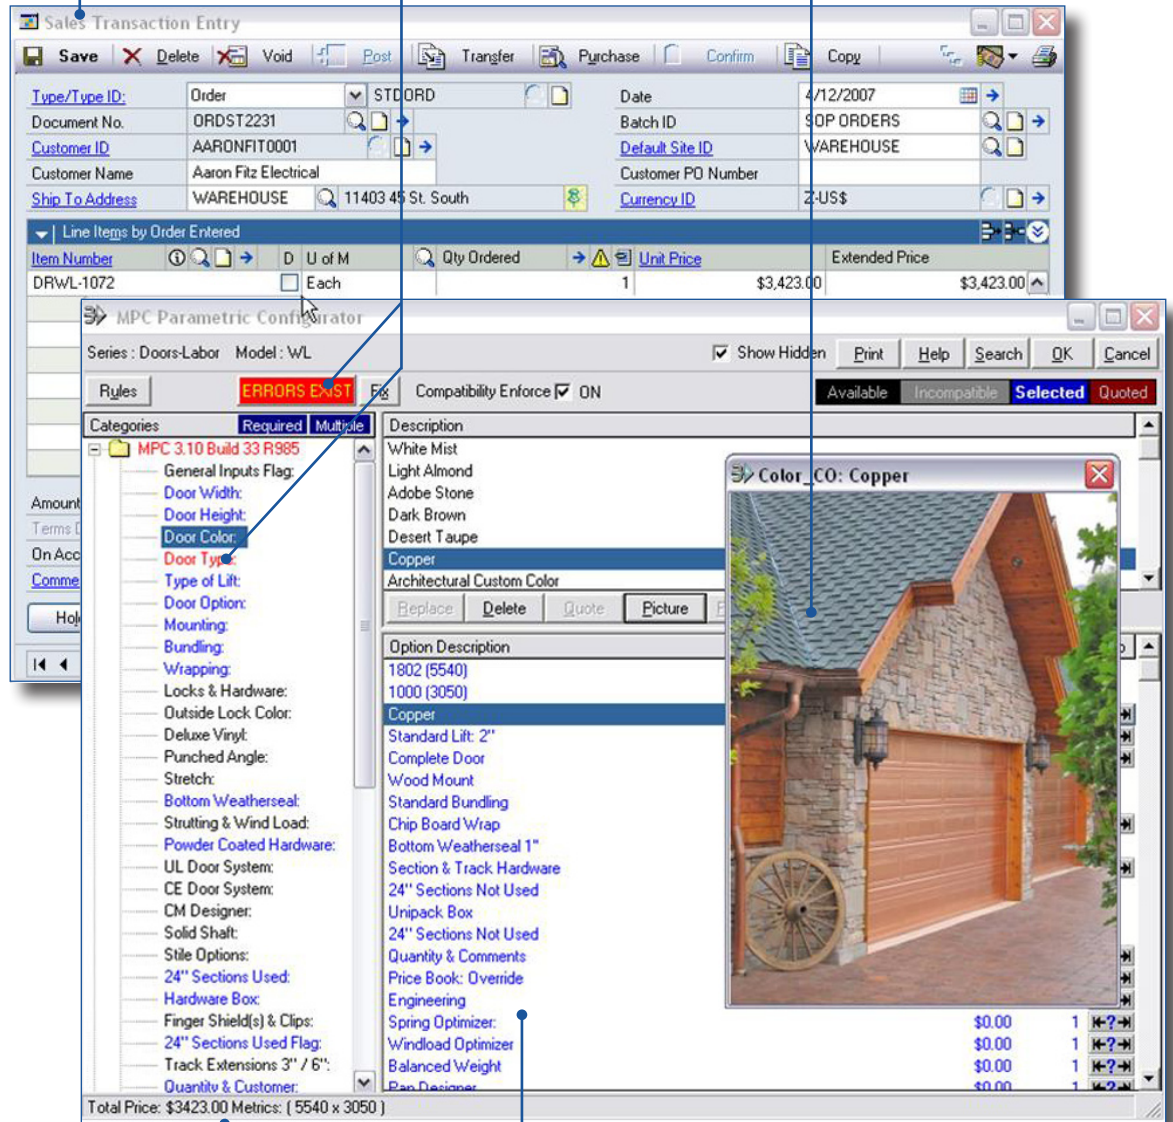 Sales Transaction Entry
Save Delete Void Post Transfer Purchase Confirm Copy
Type/Type ID: Order STDORD Date 4/12/2007
Document No. ORDST2231 Batch ID SOP ORDERS
Customer ID AARONFIT0001 Default Site ID WAREHOUSE
Customer Name Aaron Fitz Electrical Customer PO Number
Ship To Address WAREHOUSE 11403 45 St. South Currency ID Z-US$
Line Items by Order Entered
Item Number D U of M Qty Ordered Unit Price Extended Price
DRWL-1072 Each 1 $3,423.00 $3,423.00
MPC Parametric Configurator
Series : Doors-Labor Model : WL Show Hidden Print Help Search OK Cancel
Rules ERRORS EXIST Fix Compatibility Enforce ON Available Incompatible Selected Quoted
Categories Required Multiple Description
MPC 3.10 Build 33 R985 White Mist
General Inputs Flag: Light Almond
Color_CO: Copper
Door Width: Adobe Stone
Amount
Door Height: Dark Brown
Terms
Door Color: Desert Taupe
On Acc
Door Type: Copper
Comme
Type of Lift: Architectural Custom Color
Door Option: Replace Delete Quote Picture
Hol
Mounting:
Bundling: Option Description
Wrapping: 1802 (5540)
Locks & Hardware: 1000 (3050)
Outside Lock Color: Copper
Deluxe Vinyl: Standard Lift: 2"
Punched Angle: Complete Door
Stretch: Wood Mount
Bottom Weatherseal: Standard Bundling
Strutting & Wind Load: Chip Board Wrap
Powder Coated Hardware: Bottom Weatherseal 1"
UL Door System: Section & Track Hardware
CE Door System: 24" Sections Not Used
CM Designer: Unipack Box
Solid Shaft: 24" Sections Not Used
Stile Options: Quantity & Comments
24" Sections Used: Price Book: Override
Hardware Box: Engineering
Finger Shield(s) & Clips: Spring Optimizer: $0.00 1
24" Sections Used Flag: Windload Optimizer $0.00 1
Track Extensions 3" / 6": Balanced Weight $0.00 1
Quantity & Customer: Pan Designer $0.00 1
Total Price: $3423.00 Metrics: ( 5540 x 3050 )